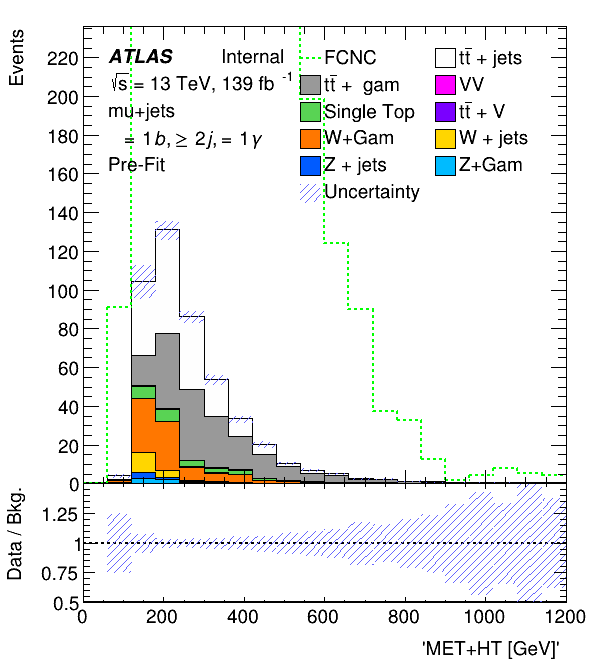 ATLAS Internal
√s = 13 TeV, 139 fb -1
mu+jets
= 1b, ≥ 2j, = 1γ
Pre-Fit
FCNC
tt̄ + jets
tt̄ + gam
VV
Single Top
tt̄ + V
W+Gam
W + jets
Z + jets
Z+Gam
Uncertainty
Events
220
200
180
160
140
120
100
80
60
40
20
0
Data / Bkg.
1.25
1
0.75
0.5
0 200 400 600 800 1000 1200
'MET+HT [GeV]'